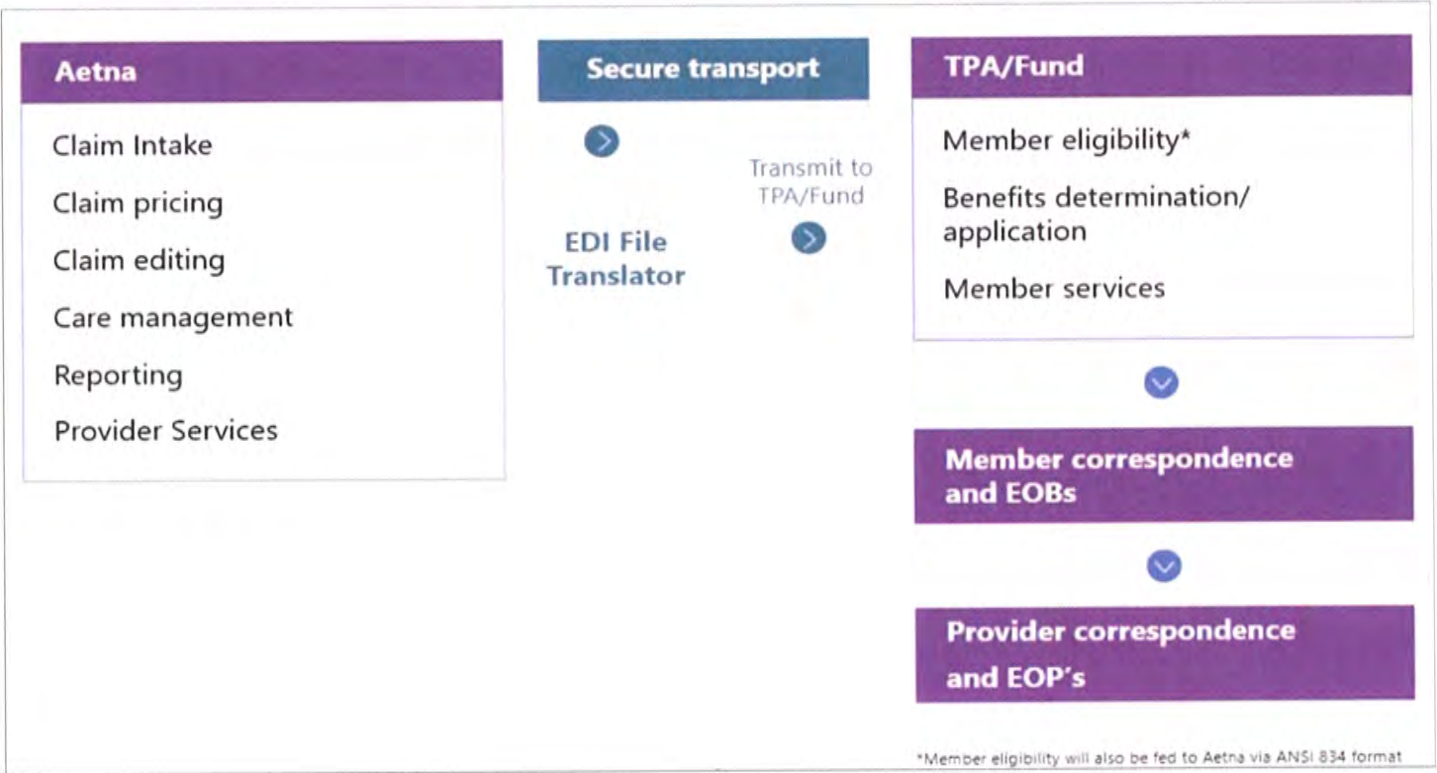 Aetna
Claim Intake
Claim pricing
Claim editing
Care management
Reporting
Provider Services
Secure transport
EDI File
Translator
Transmit to
TPA/Fund
TPA/Fund
Member eligibility*
Benefits determination/
application
Member services
Member correspondence
and EOBs
Provider correspondence
and EOP's
*Member eligibility will also be fed to Aetna via ANSI 834 format